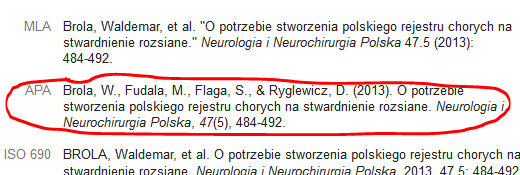 MLA Brola, Waldemar, et al. "O potrzebie stworzenia polskiego rejestru chorych na
stwardnienie rozsiane." Neurologia i Neurochirurgia Polska 47.5 (2013):
484-492.
APA Brola, W., Fudala, M., Flaga, S., & Ryglewicz, D. (2013). O potrzebie
stworzenia polskiego rejestru chorych na stwardnienie rozsiane. Neurologia i
Neurochirurgia Polska, 47(5), 484-492.
ISO 690 BROLA, Waldemar, et al. O potrzebie stworzenia polskiego rejestru chorych na
stwardnienie rozsiane. Neurologia i Neurochirurgia Polska, 2013, 47.5: 484-492